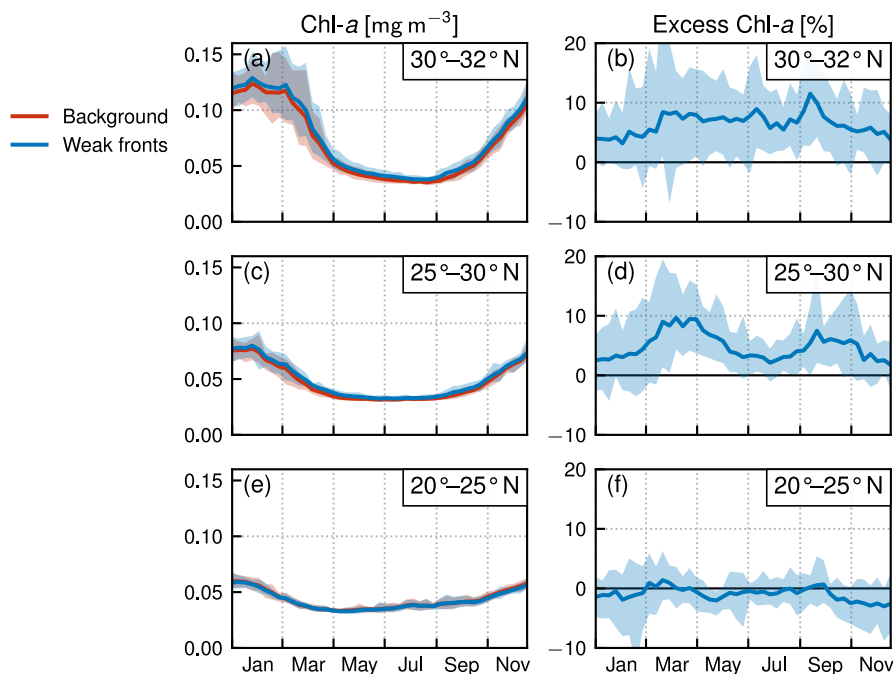 Chl-a [mg m⁻³]
Excess Chl-a [%]
Background
Weak fronts
(a)
30°–32° N
0.15
0.10
0.05
0.00
(b)
30°–32° N
20
10
0
−10
(c)
25°–30° N
0.15
0.10
0.05
0.00
(d)
25°–30° N
20
10
0
−10
(e)
20°–25° N
0.15
0.10
0.05
0.00
Jan Mar May Jul Sep Nov
(f)
20°–25° N
20
10
0
−10
Jan Mar May Jul Sep Nov